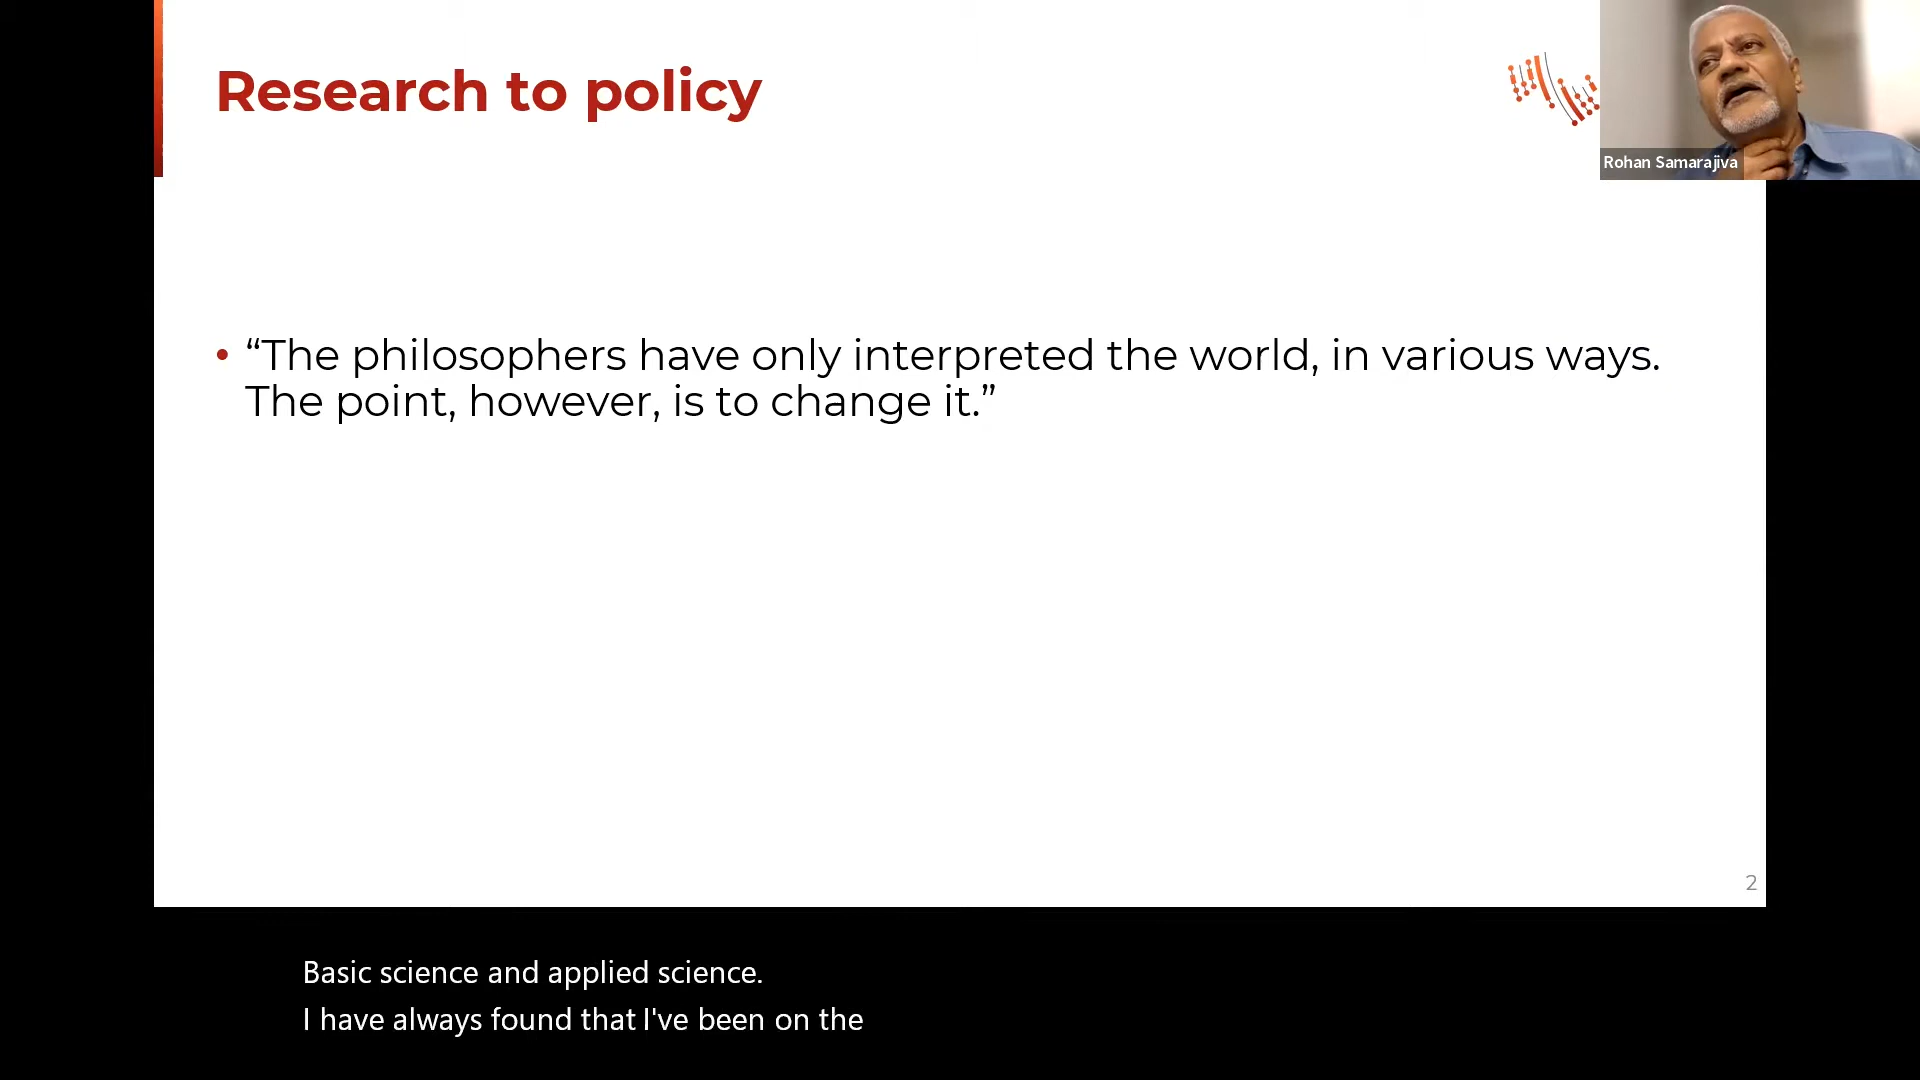 Research to policy
Rohan Samarajiva
• “The philosophers have only interpreted the world, in various ways.
The point, however, is to change it.”
2
Basic science and applied science.
I have always found that I've been on the